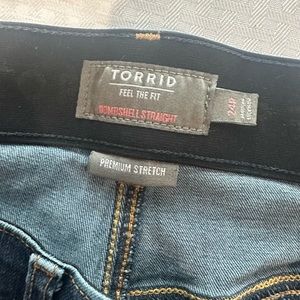 TORRID
FEEL THE FIT
BOMBSHELL STRAIGHT
24R
PREMIUM STRETCH